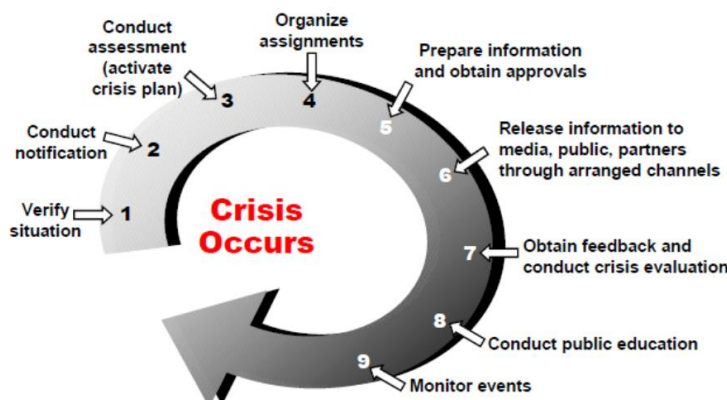 Crisis
Occurs
1
Verify
situation
2
Conduct
notification
3
Conduct
assessment
(activate
crisis plan)
4
Organize
assignments
5
Prepare information
and obtain approvals
6
Release information to
media, public, partners
through arranged channels
7
Obtain feedback and
conduct crisis evaluation
8
Conduct public education
9
Monitor events